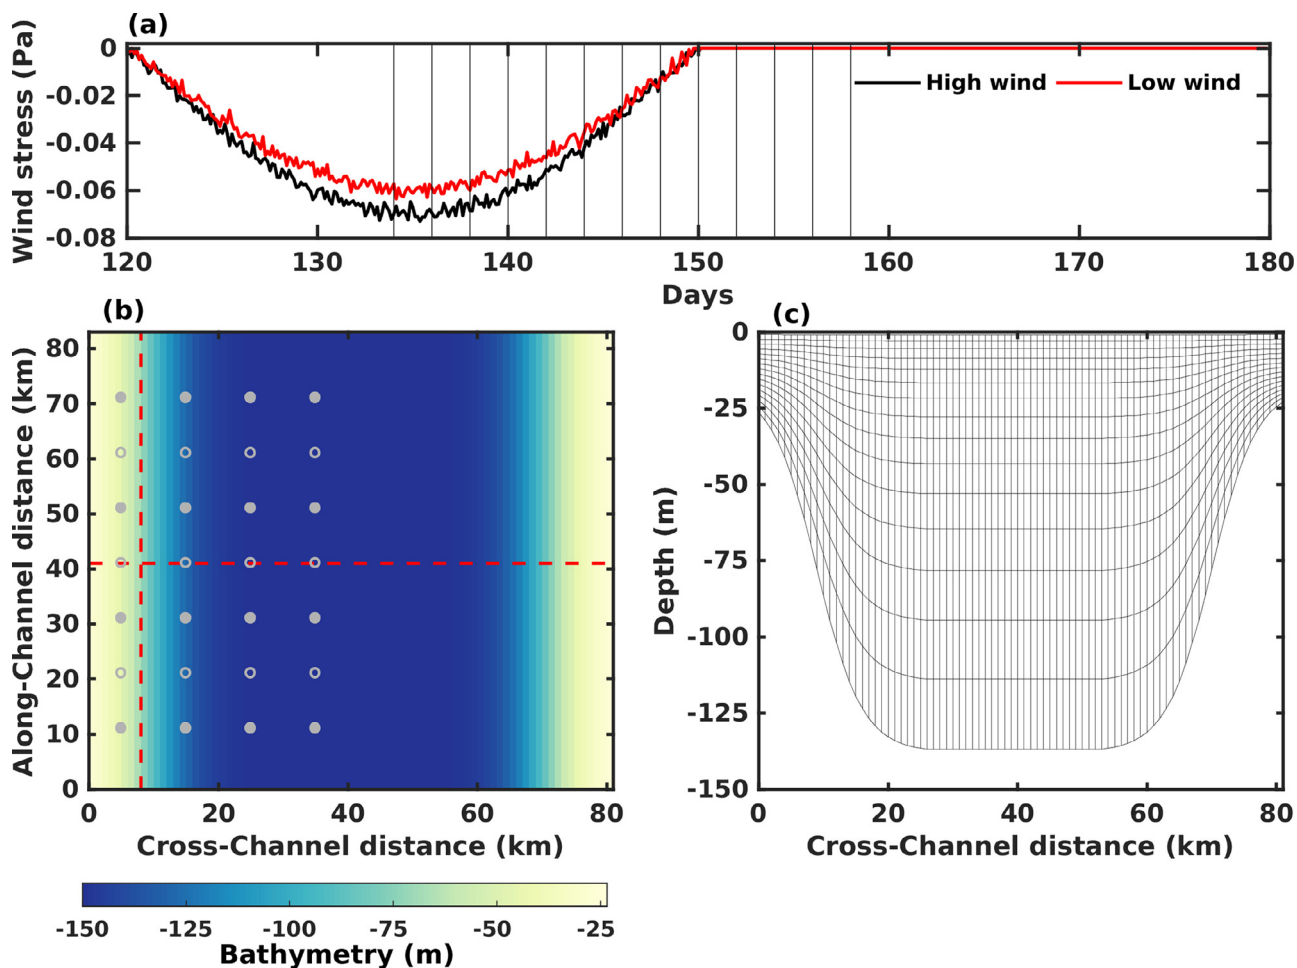 (a)
Wind stress (Pa)
0
-0.02
-0.04
-0.06
-0.08
High wind
Low wind
120 130 140 150 160 170 180
Days
(b)
Along-Channel distance (km)
80
70
60
50
40
30
20
10
0
0 20 40 60 80
Cross-Channel distance (km)
-150 -125 -100 -75 -50 -25
Bathymetry (m)
(c)
Depth (m)
0
-25
-50
-75
-100
-125
-150
0 20 40 60 80
Cross-Channel distance (km)